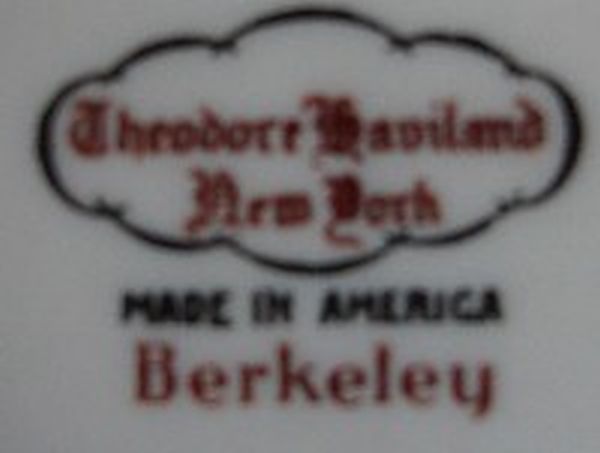 Theodore Haviland
New York
MADE IN AMERICA
Berkeley